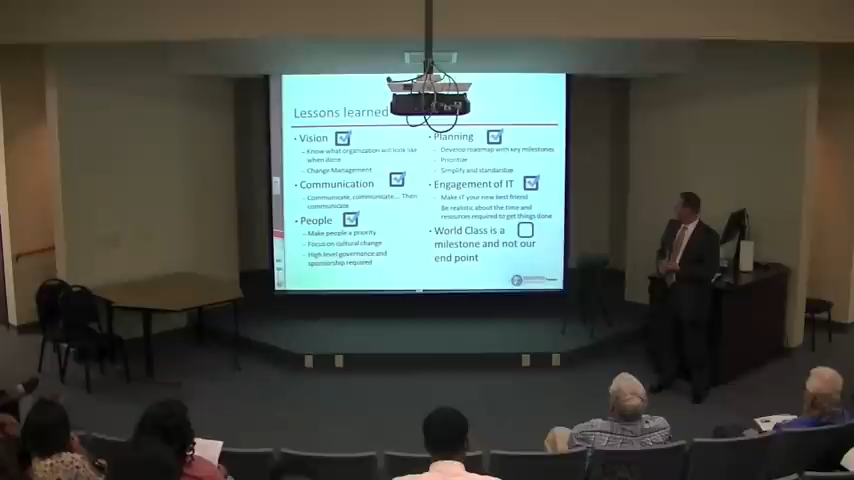 Lessons learned
• Vision
– Know what organization will look like
when done
– Change Management
• Communication
– Communicate, communicate.... Then
communicate
• People
– Make people a priority
– Focus on cultural change
– High level governance and
sponsorship required
• Planning
– Develop roadmap with key milestones
– Prioritize
– Simplify and standardize
• Engagement of IT
– Make IT your new best friend
Be realistic about the time and
resources required to get things done
• World Class is a
milestone and not our
end point